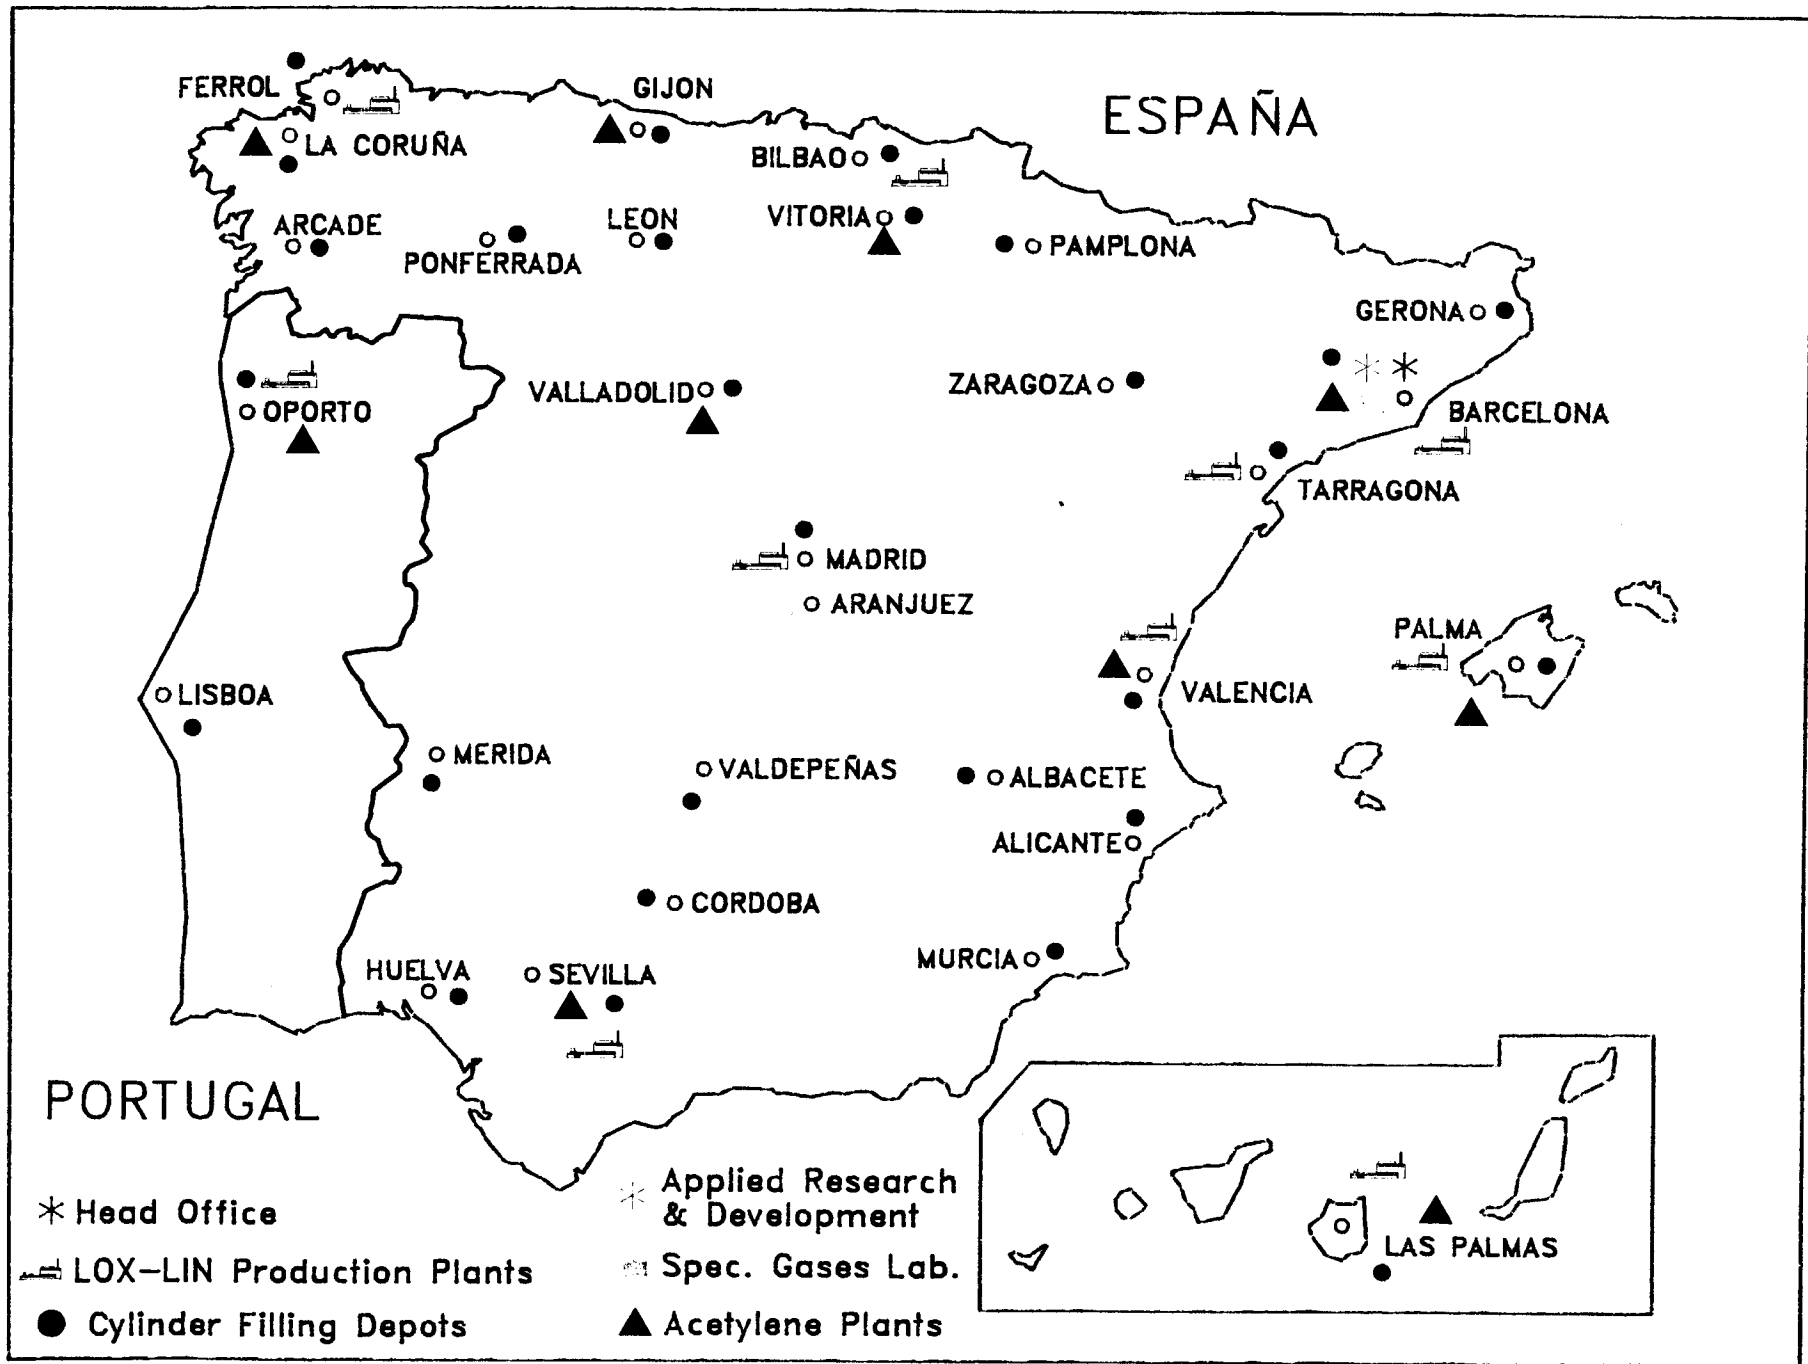 FERROL
GIJON
ESPAÑA
LA CORUÑA
BILBAO
ARCADE
LEON
VITORIA
PAMPLONA
PONFERRADA
GERONA
VALLADOLID
ZARAGOZA
OPORTO
BARCELONA
TARRAGONA
MADRID
ARANJUEZ
PALMA
LISBOA
VALENCIA
MERIDA
VALDEPEÑAS
ALBACETE
ALICANTE
CORDOBA
MURCIA
HUELVA
SEVILLA
PORTUGAL
LAS PALMAS
Head Office
LOX-LIN Production Plants
Cylinder Filling Depots
Applied Research
& Development
Spec. Gases Lab.
Acetylene Plants